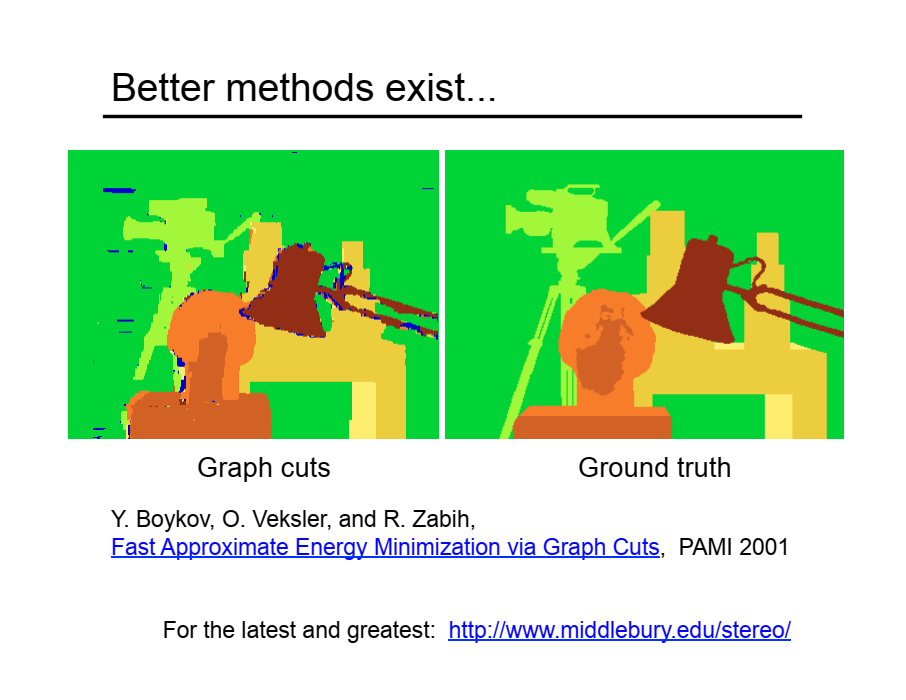 Better methods exist...
Graph cuts
Ground truth
Y. Boykov, O. Veksler, and R. Zabih,
Fast Approximate Energy Minimization via Graph Cuts,  PAMI 2001
For the latest and greatest:  http://www.middlebury.edu/stereo/